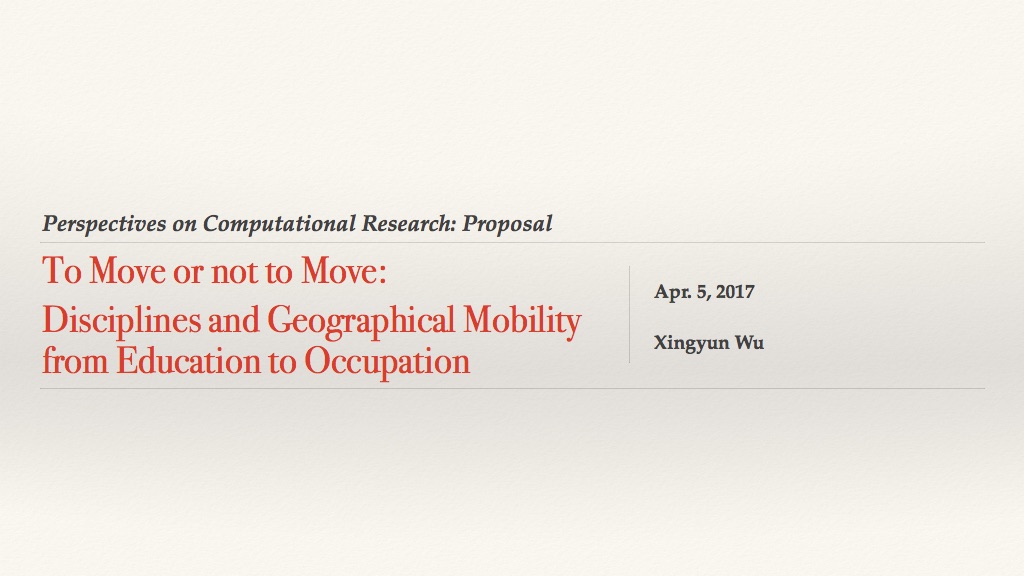 Perspectives on Computational Research: Proposal
To Move or not to Move:
Disciplines and Geographical Mobility
from Education to Occupation
Apr. 5, 2017
Xingyun Wu